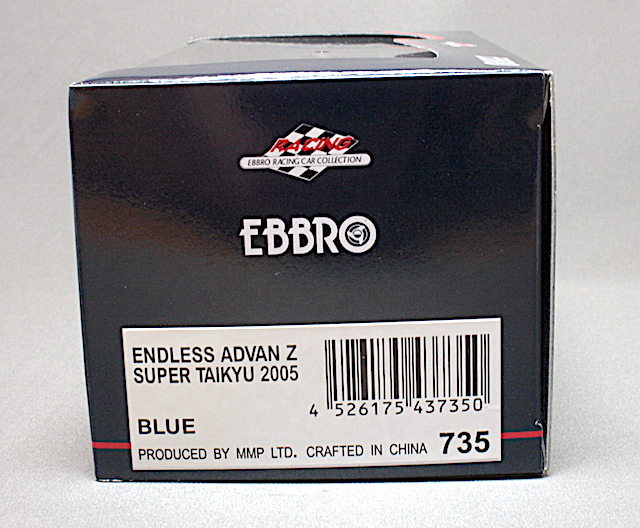 RACING
EBBRO RACING CAR COLLECTION
EBBRO
ENDLESS ADVAN Z
SUPER TAIKYU 2005
4 526175 437350
BLUE
PRODUCED BY MMP LTD. CRAFTED IN CHINA 735